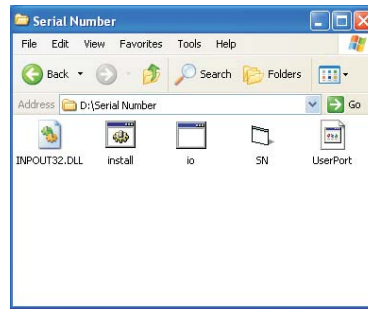 Serial Number
File Edit View Favorites Tools Help
Back Search Folders
Address D:\Serial Number Go
INPOUT32.DLL install io SN UserPort